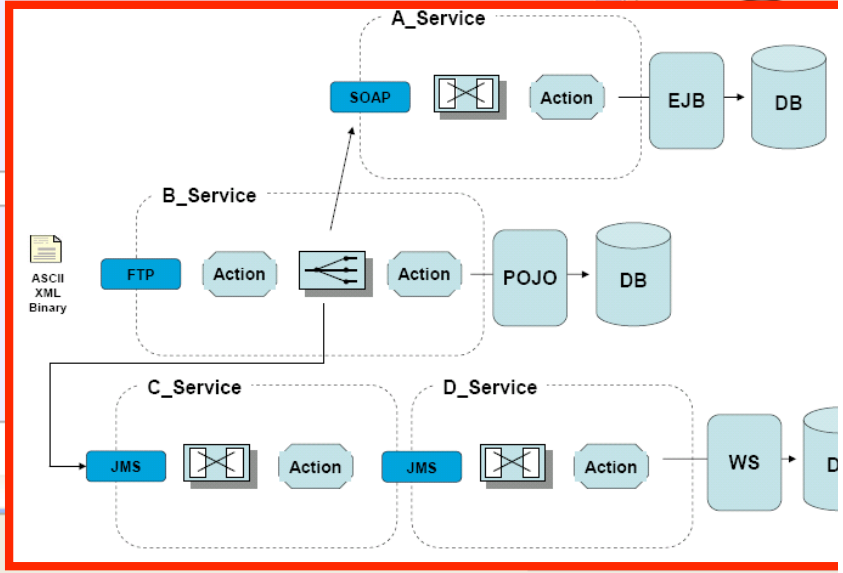 A_Service
SOAP
Action
EJB
DB
B_Service
ASCII
XML
Binary
FTP
Action
Action
POJO
DB
C_Service
D_Service
JMS
Action
JMS
Action
WS
D